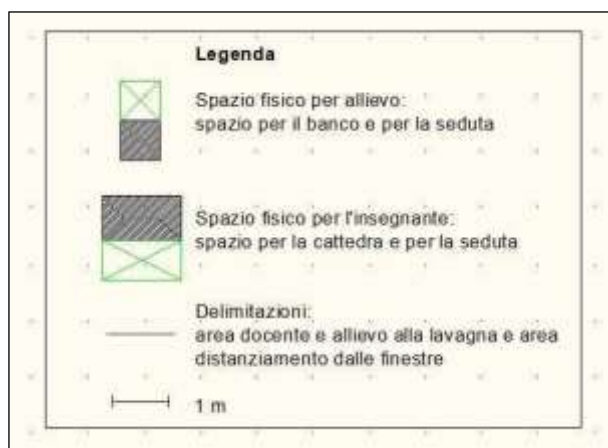 Legenda
Spazio fisico per allievo:
spazio per il banco e per la seduta
Spazio fisico per l'insegnante:
spazio per la cattedra e per la seduta
Delimitazioni:
area docente e allievo alla lavagna e area
distanziamento dalle finestre
1 m